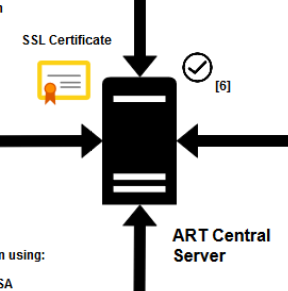 n
SSL Certificate
[6]
ART Central
Server
n using:
SA